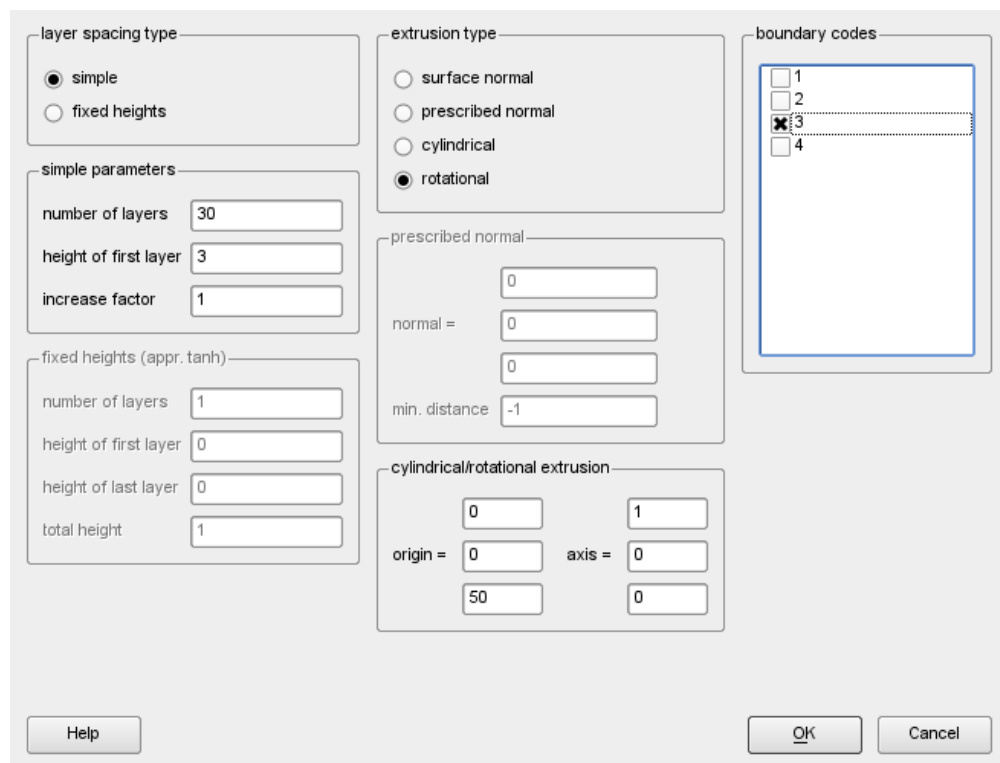 layer spacing type
simple
fixed heights
simple parameters
number of layers 30
height of first layer 3
increase factor 1
fixed heights (appr. tanh)
number of layers 1
height of first layer 0
height of last layer 0
total height 1
extrusion type
surface normal
prescribed normal
cylindrical
rotational
prescribed normal
0
normal = 0
0
min. distance -1
cylindrical/rotational extrusion
0 1
origin = 0 axis = 0
50 0
boundary codes
1
2
3
4
Help
OK
Cancel